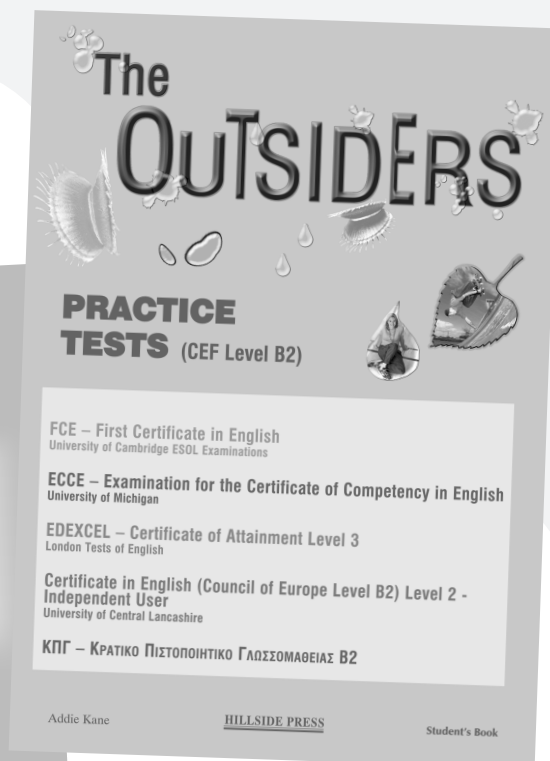 The
OUTSIDERS
PRACTICE
TESTS (CEF Level B2)
FCE – First Certificate in English
University of Cambridge ESOL Examinations
ECCE – Examination for the Certificate of Competency in English
University of Michigan
EDEXCEL – Certificate of Attainment Level 3
London Tests of English
Certificate in English (Council of Europe Level B2) Level 2 -
Independent User
University of Central Lancashire
ΚΠΓ – ΚΡΑΤΙΚΟ ΠΙΣΤΟΠΟΙΗΤΙΚΟ ΓΛΩΣΣΟΜΑΘΕΙΑΣ Β2
Addie Kane
HILLSIDE PRESS
Student's Book